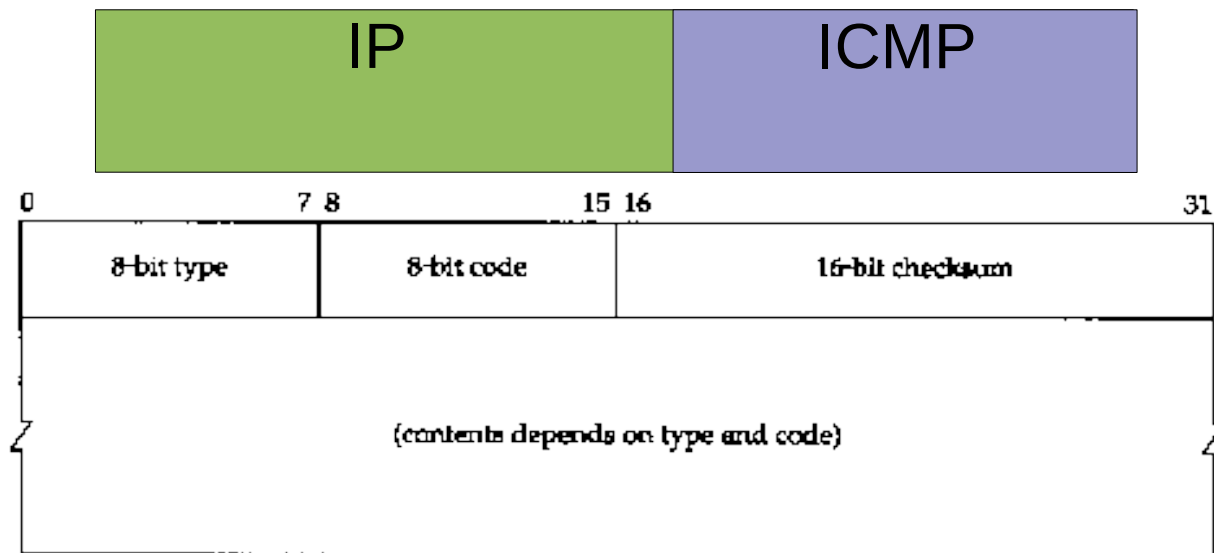 IP ICMP
0 7 8 15 16 31
8-bit type 8-bit code 16-bit checksum
(contents depends on type and code)